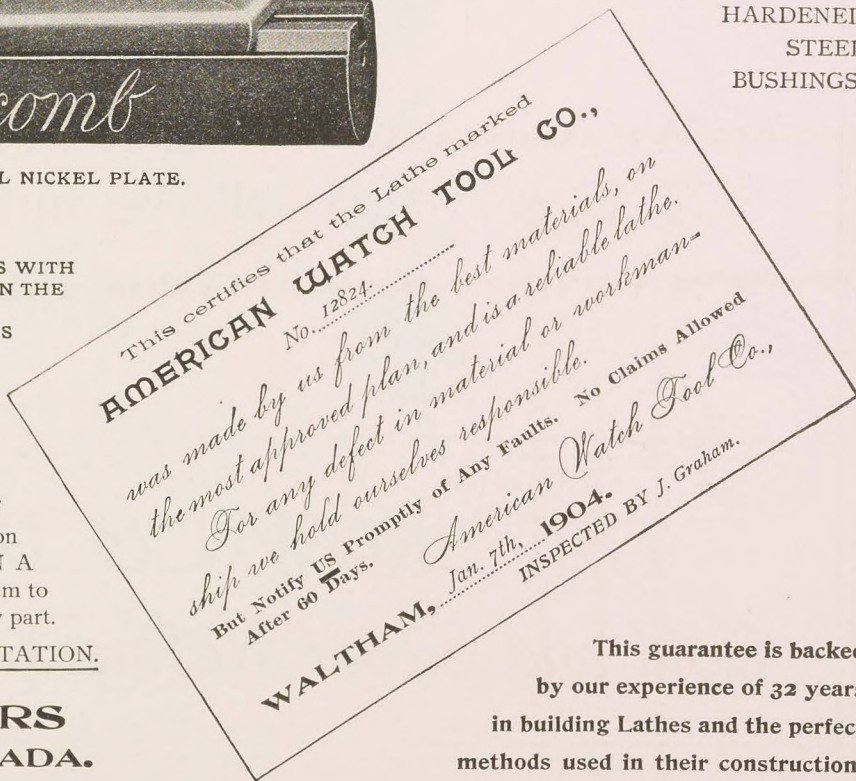 HARDENED
STEEL
BUSHINGS
comb
L NICKEL PLATE.
S WITH
N THE
S
on
N A
m to
part.
TATION.
RS
ADA.
This certifies that the Lathe marked
AMERICAN WATCH TOOL CO.,
No. 12824.
was made by us from the best materials, on
the most approved plan, and is a reliable lathe.
For any defect in material or workman-
ship we hold ourselves responsible.
But Notify US Promptly of Any Faults. No Claims Allowed
After 60 Days.
American Watch Tool Co.,
WALTHAM, Jan. 7th, 1904.
INSPECTED BY J. Graham.
This guarantee is backed
by our experience of 32 years
in building Lathes and the perfec
methods used in their construction